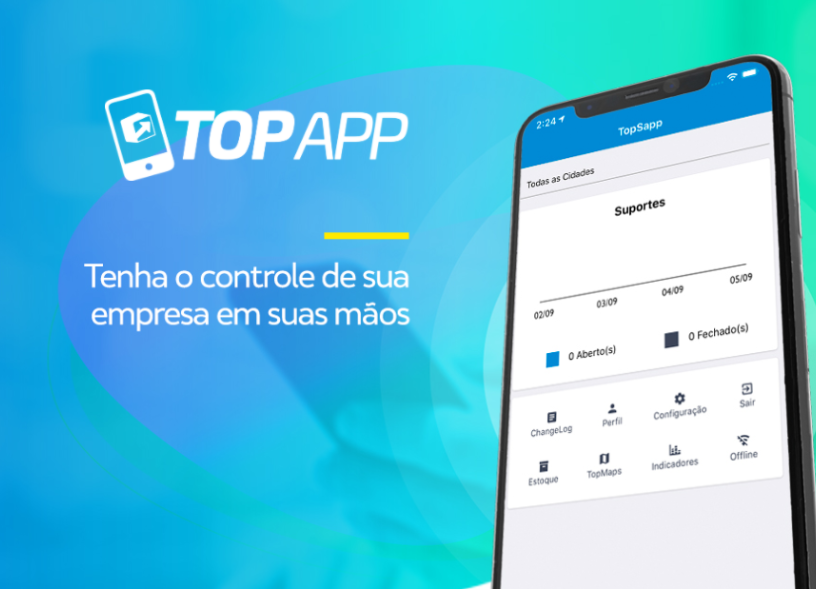 TOPAPP
Tenha o controle de sua
empresa em suas mãos
2:24
TopSapp
Todas as Cidades
Suportes
02/09 03/09 04/09 05/09
0 Aberto(s) 0 Fechado(s)
ChangeLog Perfil Configuração Sair
Estoque TopMaps Indicadores Offline